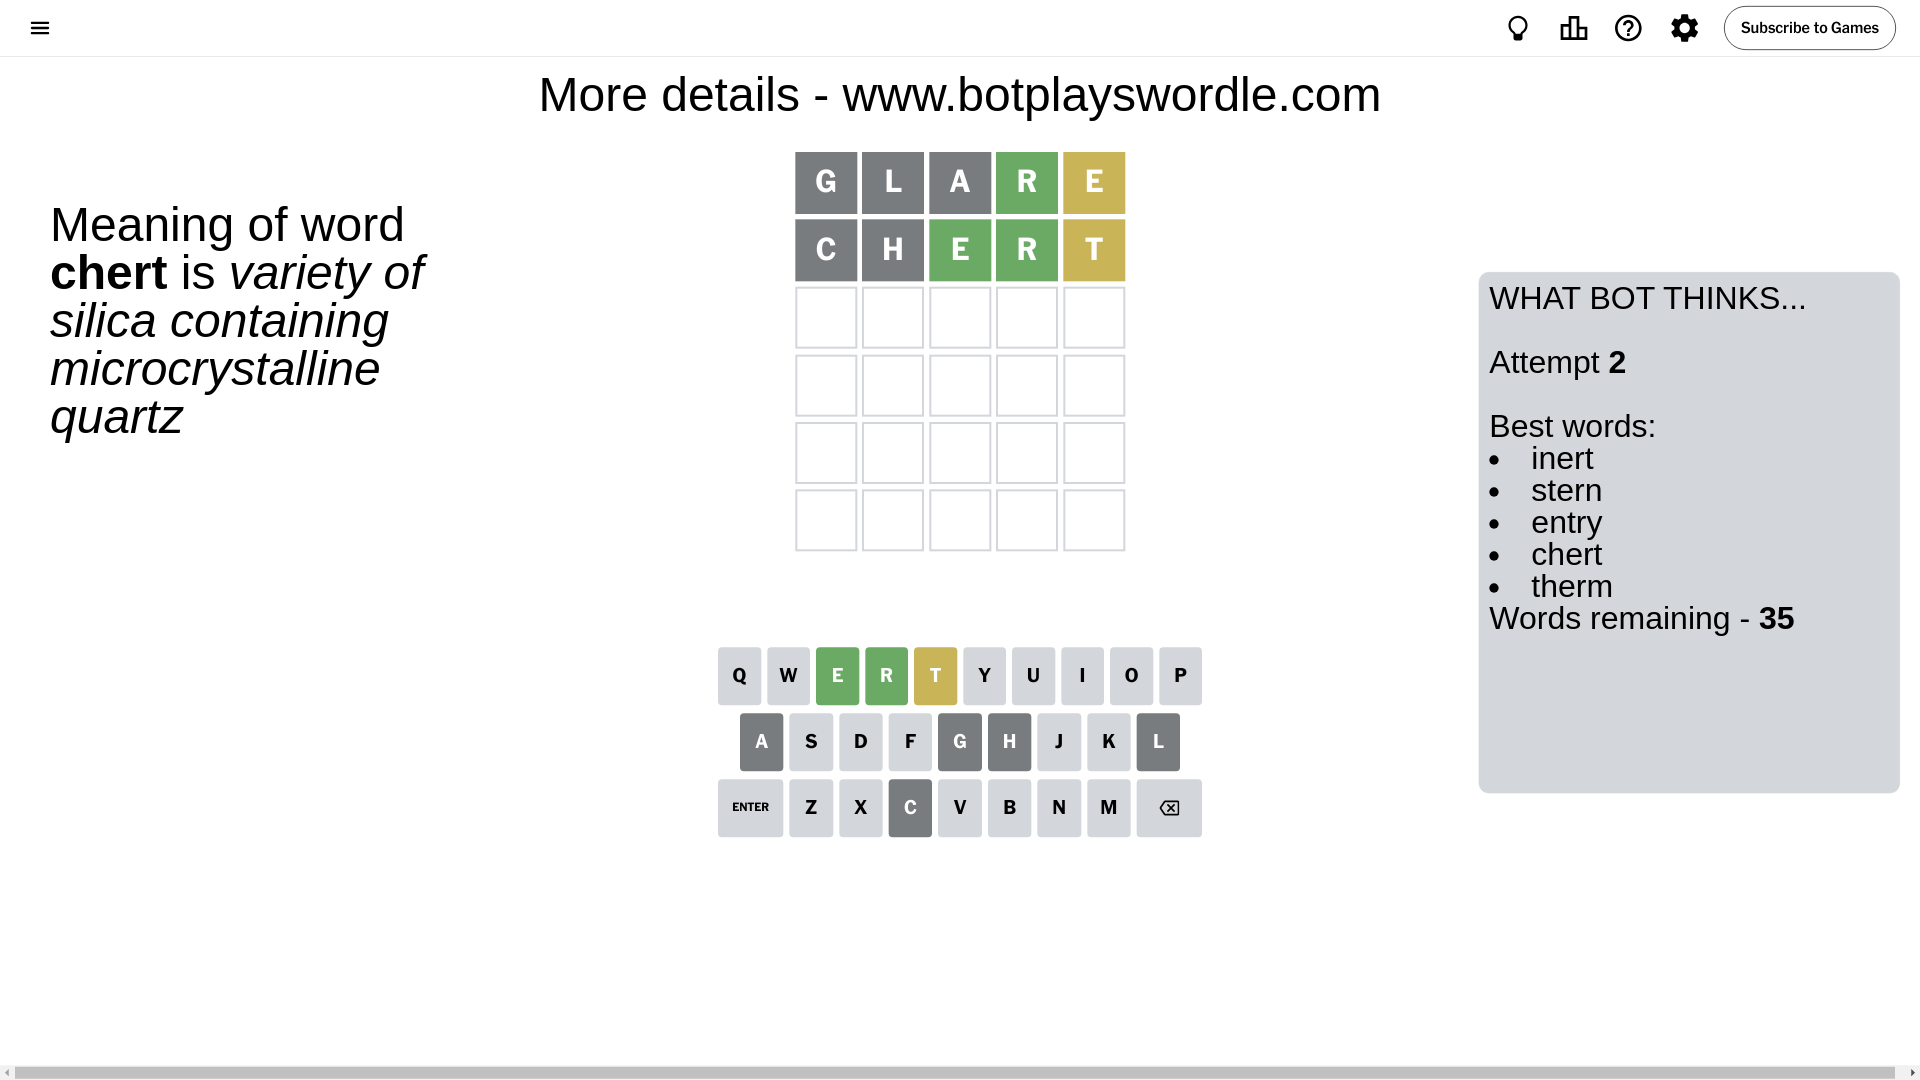 Subscribe to Games
More details - www.botplayswordle.com
Meaning of word
chert is variety of
silica containing
microcrystalline
quartz
G L A R E
C H E R T
WHAT BOT THINKS...
Attempt 2
Best words:
• inert
• stern
• entry
• chert
• therm
Words remaining - 35
Q W E R T Y U I O P
A S D F G H J K L
ENTER Z X C V B N M